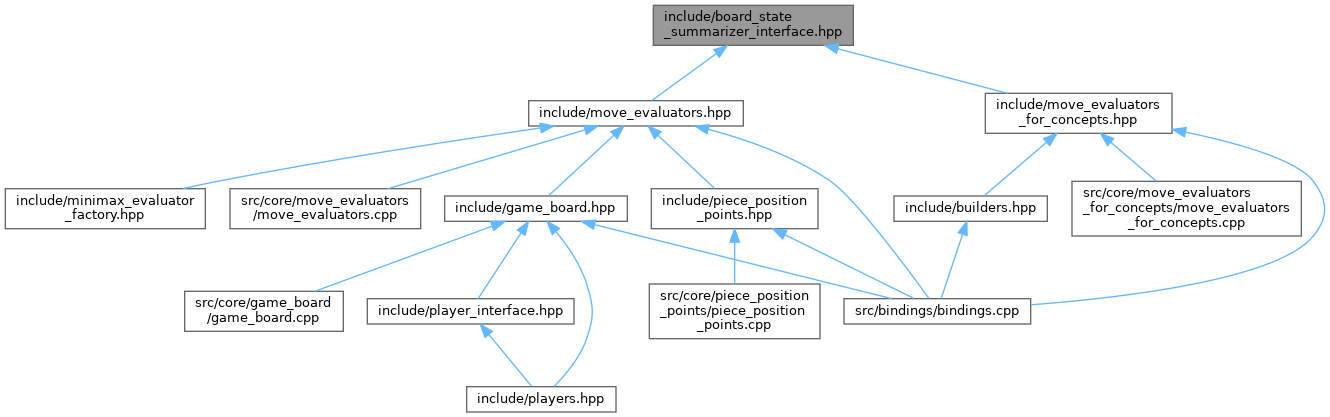 include/board_state
_summarizer_interface.hpp
include/move_evaluators.hpp
include/move_evaluators
_for_concepts.hpp
include/minimax_evaluator
_factory.hpp
src/core/move_evaluators
/move_evaluators.cpp
include/game_board.hpp
include/piece_position
_points.hpp
include/builders.hpp
src/core/move_evaluators
_for_concepts/move_evaluators
_for_concepts.cpp
src/core/game_board
/game_board.cpp
include/player_interface.hpp
src/core/piece_position
_points/piece_position
_points.cpp
src/bindings/bindings.cpp
include/players.hpp